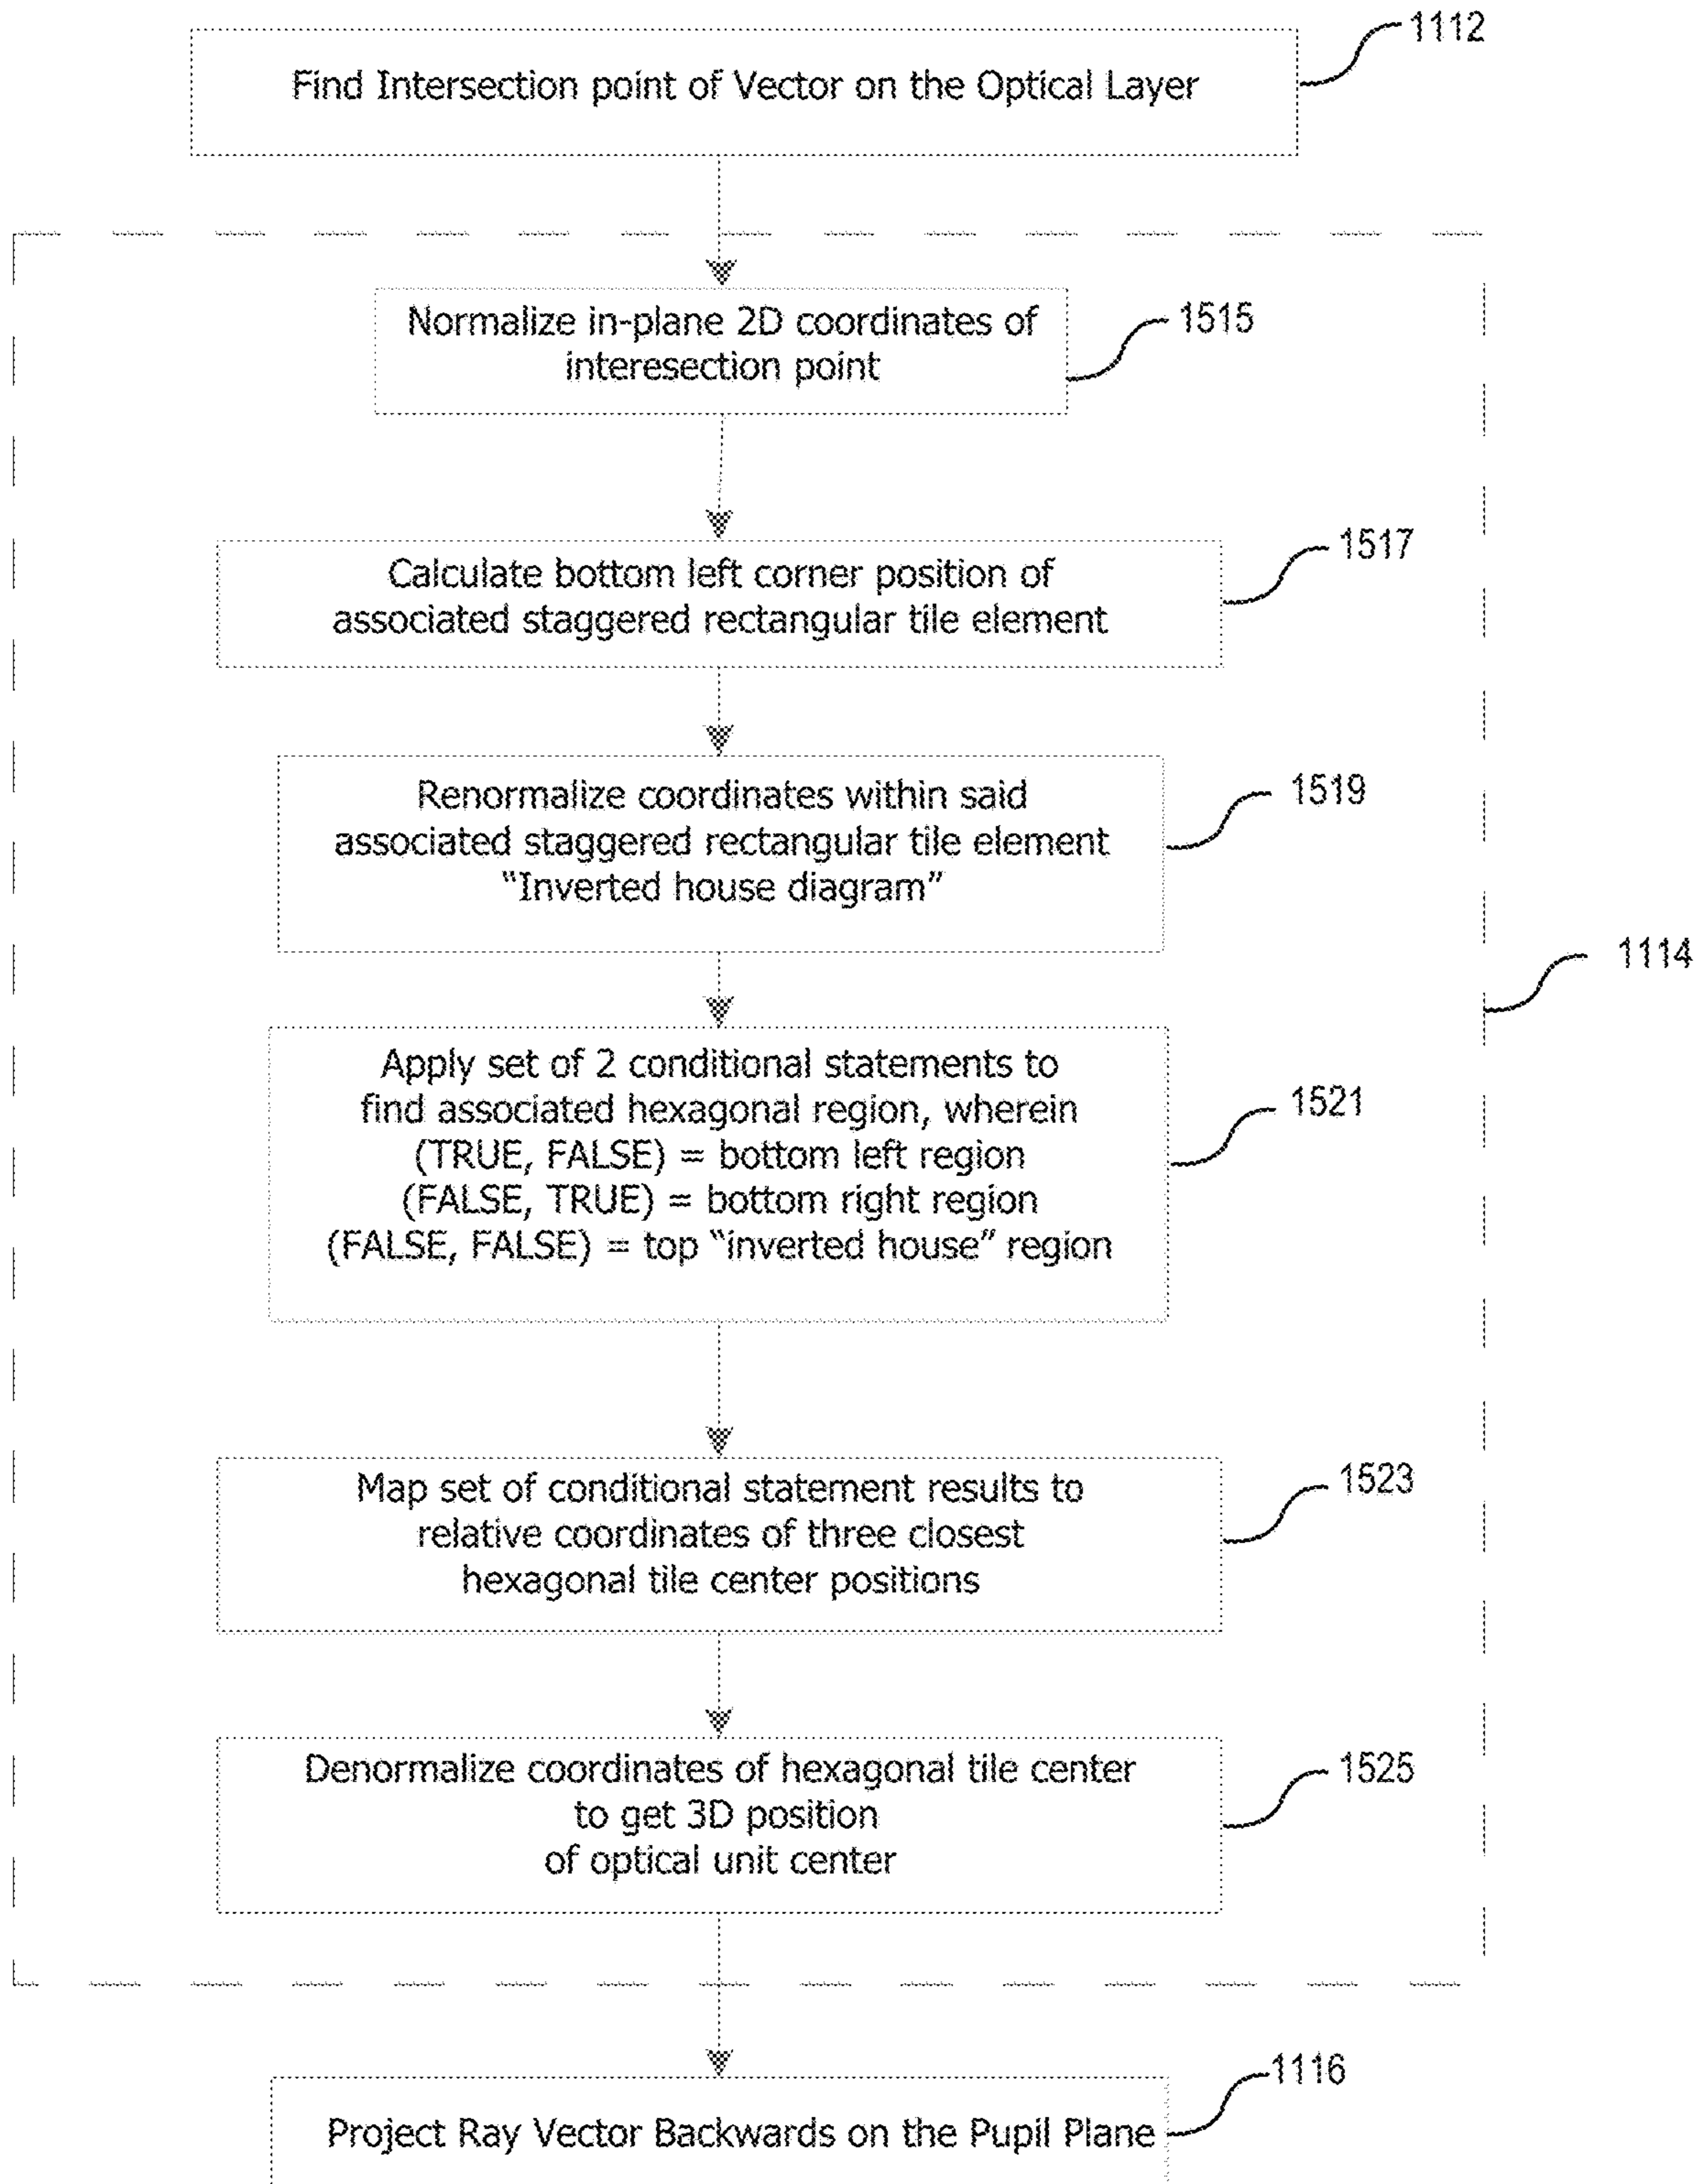 1112
Find Intersection point of Vector on the Optical Layer
Normalize in-plane 2D coordinates of
interesection point
1515
Calculate bottom left corner position of
associated staggered rectangular tile element
1517
Renormalize coordinates within said
associated staggered rectangular tile element
“Inverted house diagram”
1519
1114
Apply set of 2 conditional statements to
find associated hexagonal region, wherein
(TRUE, FALSE) = bottom left region
(FALSE, TRUE) = bottom right region
(FALSE, FALSE) = top “inverted house” region
1521
Map set of conditional statement results to
relative coordinates of three closest
hexagonal tile center positions
1523
Denormalize coordinates of hexagonal tile center
to get 3D position
of optical unit center
1525
1116
Project Ray Vector Backwards on the Pupil Plane